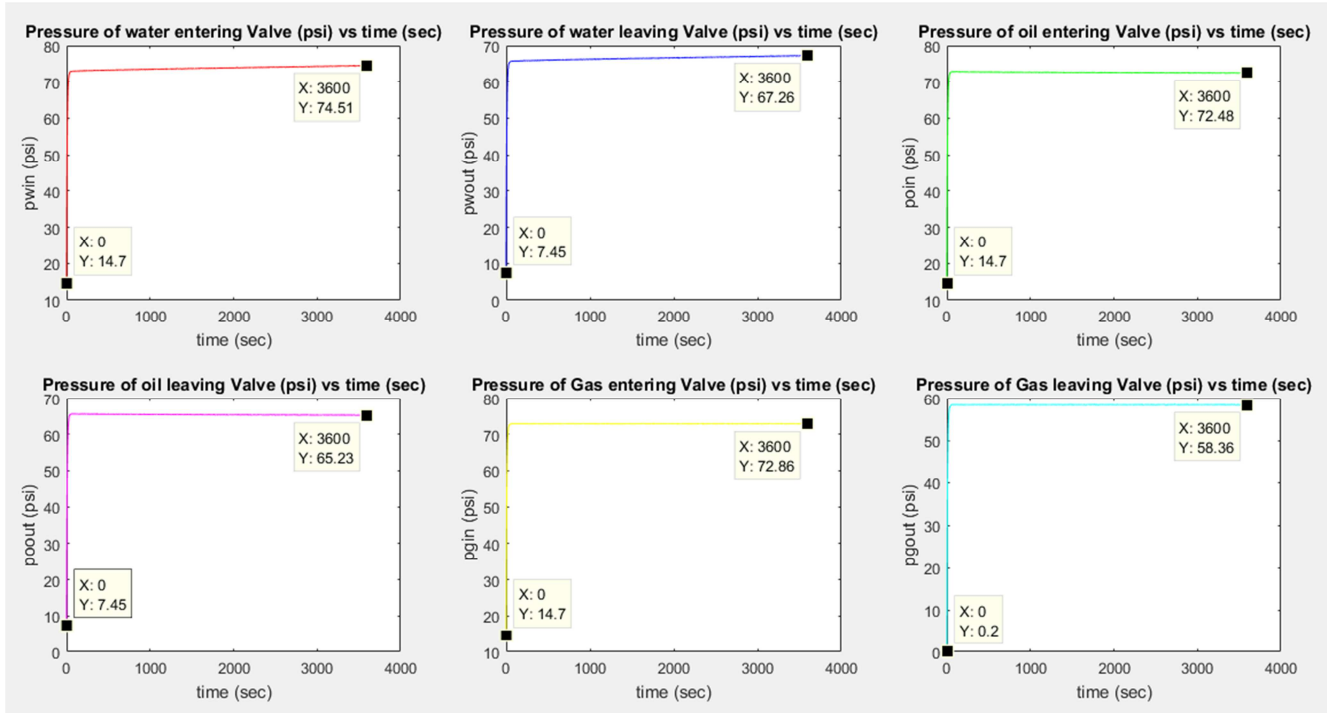 Pressure of water entering Valve (psi) vs time (sec)
80
70
60
50
40
30
20
10
pwin (psi)
X: 3600
Y: 74.51
X: 0
Y: 14.7
0 1000 2000 3000 4000
time (sec)
Pressure of water leaving Valve (psi) vs time (sec)
70
60
50
40
30
20
10
0
pwout (psi)
X: 3600
Y: 67.26
X: 0
Y: 7.45
0 1000 2000 3000 4000
time (sec)
Pressure of oil entering Valve (psi) vs time (sec)
80
70
60
50
40
30
20
10
poin (psi)
X: 3600
Y: 72.48
X: 0
Y: 14.7
0 1000 2000 3000 4000
time (sec)
Pressure of oil leaving Valve (psi) vs time (sec)
70
60
50
40
30
20
10
0
poout (psi)
X: 3600
Y: 65.23
X: 0
Y: 7.45
0 1000 2000 3000 4000
time (sec)
Pressure of Gas entering Valve (psi) vs time (sec)
80
70
60
50
40
30
20
10
pgin (psi)
X: 3600
Y: 72.86
X: 0
Y: 14.7
0 1000 2000 3000 4000
time (sec)
Pressure of Gas leaving Valve (psi) vs time (sec)
60
50
40
30
20
10
0
pgout (psi)
X: 3600
Y: 58.36
X: 0
Y: 0.2
0 1000 2000 3000 4000
time (sec)